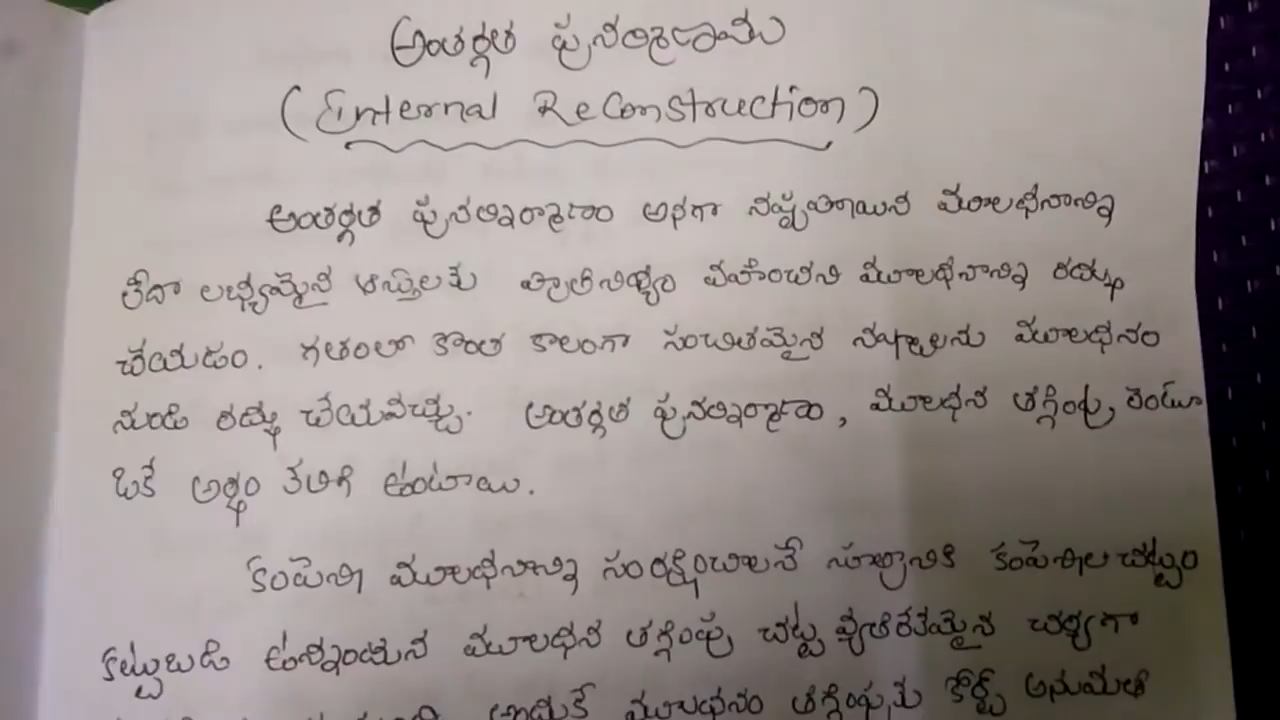 అంతర్గత పునర్నిర్మాణము
(Internal Reconstruction)
అంతర్గత పునర్నిర్మాణం అనగా నష్టపోయిన మూలధనాన్ని
లేదా లభ్యమైన ఆస్తులకు ప్రాతినిధ్యం వహించని మూలధనాన్ని రద్దు
చేయడం. గతంలో కొంత కాలంగా సంచితమైన నష్టాలను మూలధనం
నుండి రద్దు చేయవచ్చు. అంతర్గత పునర్నిర్మాణం, మూలధన తగ్గింపు, రెండూ
ఒకే అర్థం కలిగి ఉంటాయి.
కంపెనీ మూలధనాన్ని సంరక్షించాలనే సూత్రానికి కంపెనీల చట్టం
కట్టుబడి ఉన్నందున మూలధన తగ్గింపు చట్ట వ్యతిరేకమైన చర్యగా
అందుకే మూలధనం తగ్గింపుకు కోర్టు అనుమతి